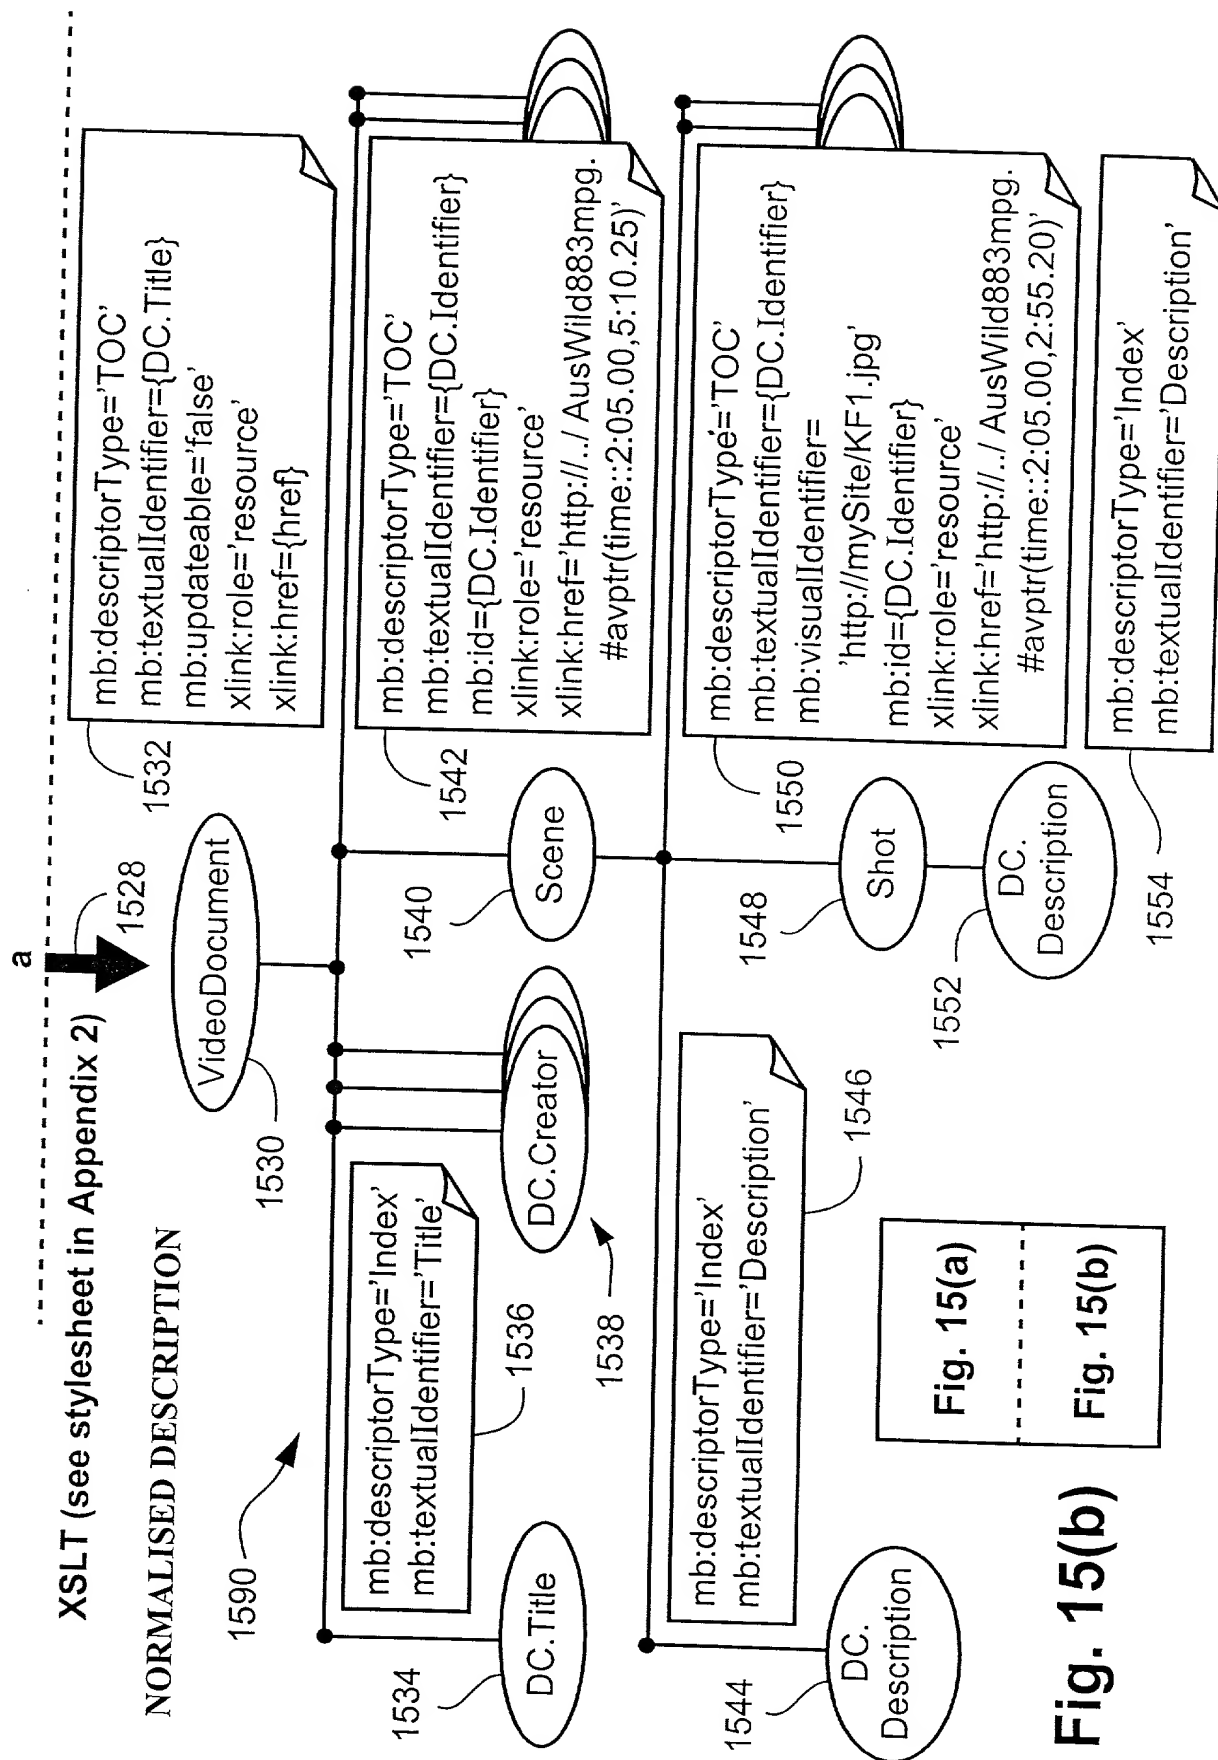 a
XSLT (see stylesheet in Appendix 2)
1528
NORMALISED DESCRIPTION
VideoDocument
1530
1532
mb:descriptorType='TOC'
mb:textualIdentifier={DC.Title}
mb:updateable='false'
xlink:role='resource'
xlink:href={href}
1590
1534
DC.Title
mb:descriptorType='Index'
mb:textualIdentifier='Title'
1536
DC.Creator
1538
1540
Scene
1542
mb:descriptorType='TOC'
mb:textualIdentifier={DC.Identifier}
mb:id={DC.Identifier}
xlink:role='resource'
xlink:href='http://../ AusWild883mpg.
#avptr(time::2:05.00,5:10.25)'
1544
DC.
Description
mb:descriptorType='Index'
mb:textualIdentifier='Description'
1546
1548
Shot
1550
mb:descriptorType='TOC'
mb:textualIdentifier={DC.Identifier}
mb:visualIdentifier=
'http://mySite/KF1.jpg'
mb:id={DC.Identifier}
xlink:role='resource'
xlink:href='http://../ AusWild883mpg.
#avptr(time::2:05.00,2:55.20)'
1552
DC.
Description
1554
mb:descriptorType='Index'
mb:textualIdentifier='Description'
Fig. 15(a)
Fig. 15(b)
Fig. 15(b)